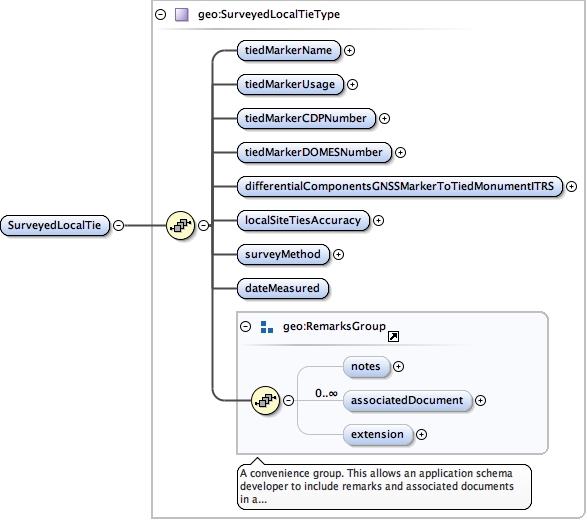 geo:SurveyedLocalTieType
tiedMarkerName
tiedMarkerUsage
tiedMarkerCDPNumber
tiedMarkerDOMESNumber
differentialComponentsGNSSMarkerToTiedMonumentITRS
SurveyedLocalTie
localSiteTiesAccuracy
surveyMethod
dateMeasured
geo:RemarksGroup
notes
0..∞
associatedDocument
extension
A convenience group. This allows an application schema
developer to include remarks and associated documents
in a...